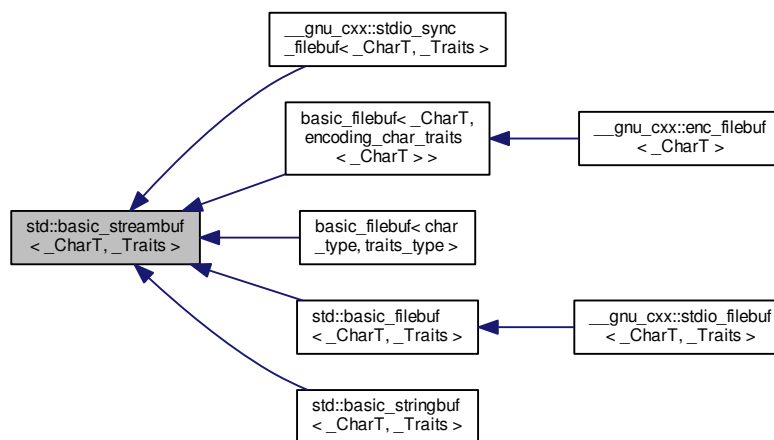 __gnu_cxx::stdio_sync
_filebuf< _CharT, _Traits >
basic_filebuf< _CharT,
encoding_char_traits
< _CharT > >
__gnu_cxx::enc_filebuf
< _CharT >
std::basic_streambuf
< _CharT, _Traits >
basic_filebuf< char
_type, traits_type >
std::basic_filebuf
< _CharT, _Traits >
__gnu_cxx::stdio_filebuf
< _CharT, _Traits >
std::basic_stringbuf
< _CharT, _Traits >